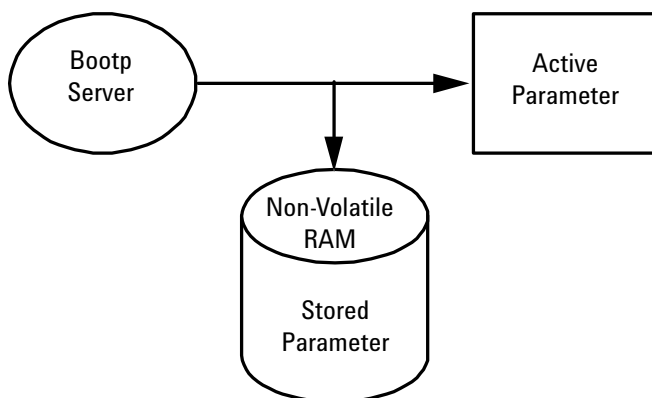 Bootp
Server
Active
Parameter
Non-Volatile
RAM
Stored
Parameter